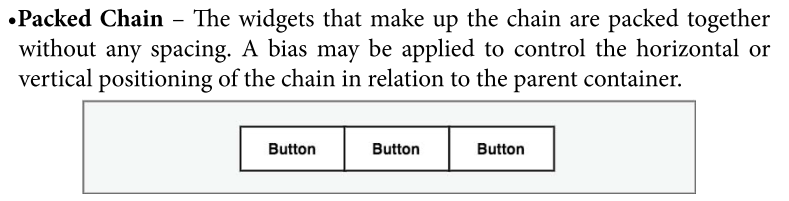 •Packed Chain – The widgets that make up the chain are packed together
without any spacing. A bias may be applied to control the horizontal or
vertical positioning of the chain in relation to the parent container.
Button Button Button